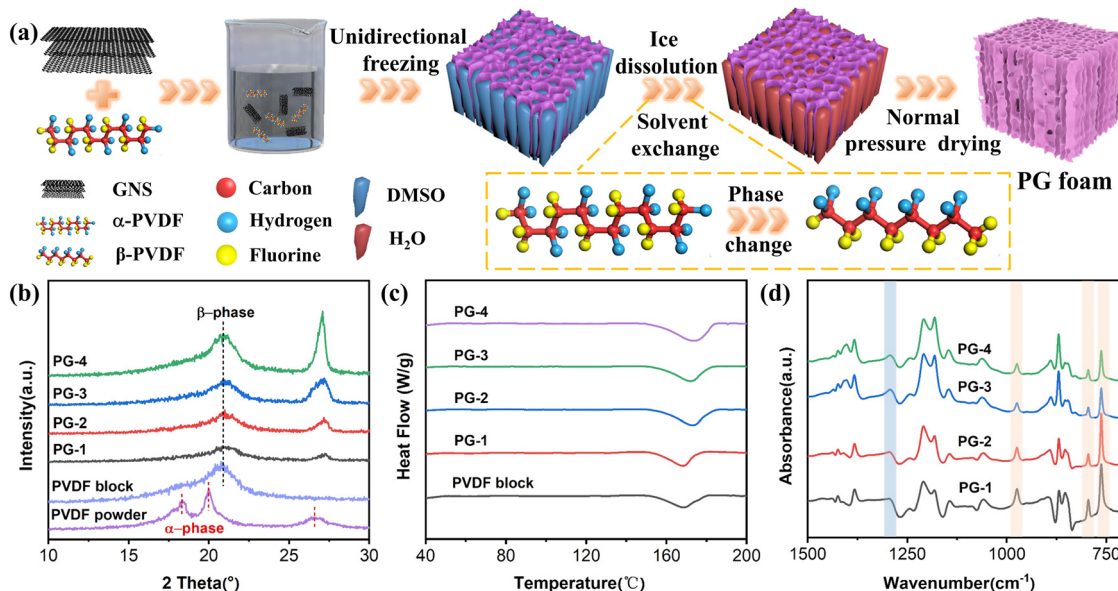 (a)
Unidirectional
freezing
Ice
dissolution
Solvent
exchange
Normal
pressure drying
PG foam
GNS
α-PVDF
β-PVDF
Carbon
Hydrogen
Fluorine
DMSO
H₂O
Phase
change
(b)
β-phase
PG-4
PG-3
PG-2
PG-1
PVDF block
PVDF powder
α-phase
Intensity(a.u.)
10 15 20 25 30
2 Theta(°)
(c)
PG-4
PG-3
PG-2
PG-1
PVDF block
Heat Flow (W/g)
40 80 120 160 200
Temperature(℃)
(d)
PG-4
PG-3
PG-2
PG-1
Absorbance(a.u.)
1500 1250 1000 750
Wavenumber(cm⁻¹)